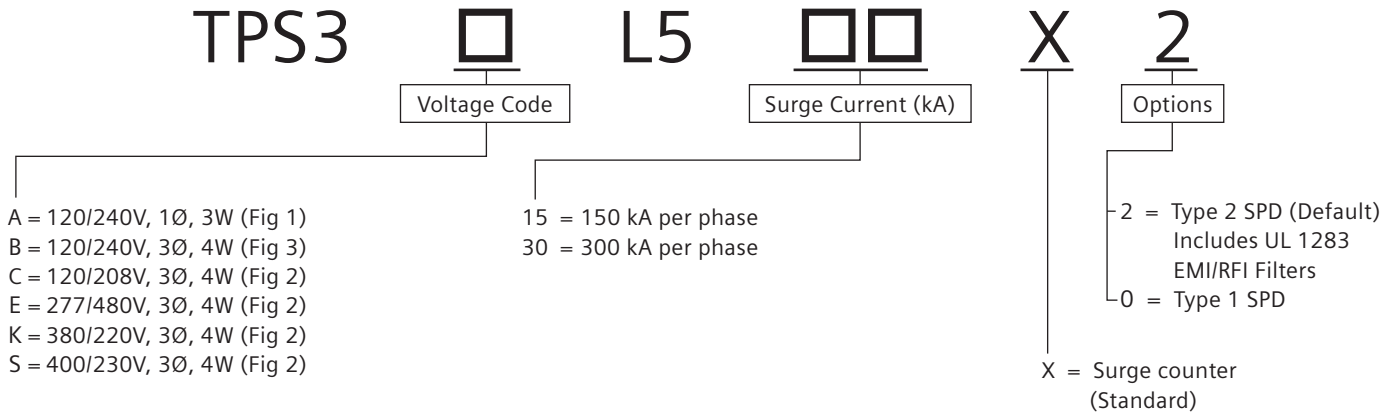 TPS3 □ L5 □□ X 2
Voltage Code
Surge Current (kA)
Options
A = 120/240V, 1Ø, 3W (Fig 1)
B = 120/240V, 3Ø, 4W (Fig 3)
C = 120/208V, 3Ø, 4W (Fig 2)
E = 277/480V, 3Ø, 4W (Fig 2)
K = 380/220V, 3Ø, 4W (Fig 2)
S = 400/230V, 3Ø, 4W (Fig 2)
15 = 150 kA per phase
30 = 300 kA per phase
2 = Type 2 SPD (Default)
Includes UL 1283
EMI/RFI Filters
0 = Type 1 SPD
X = Surge counter
(Standard)